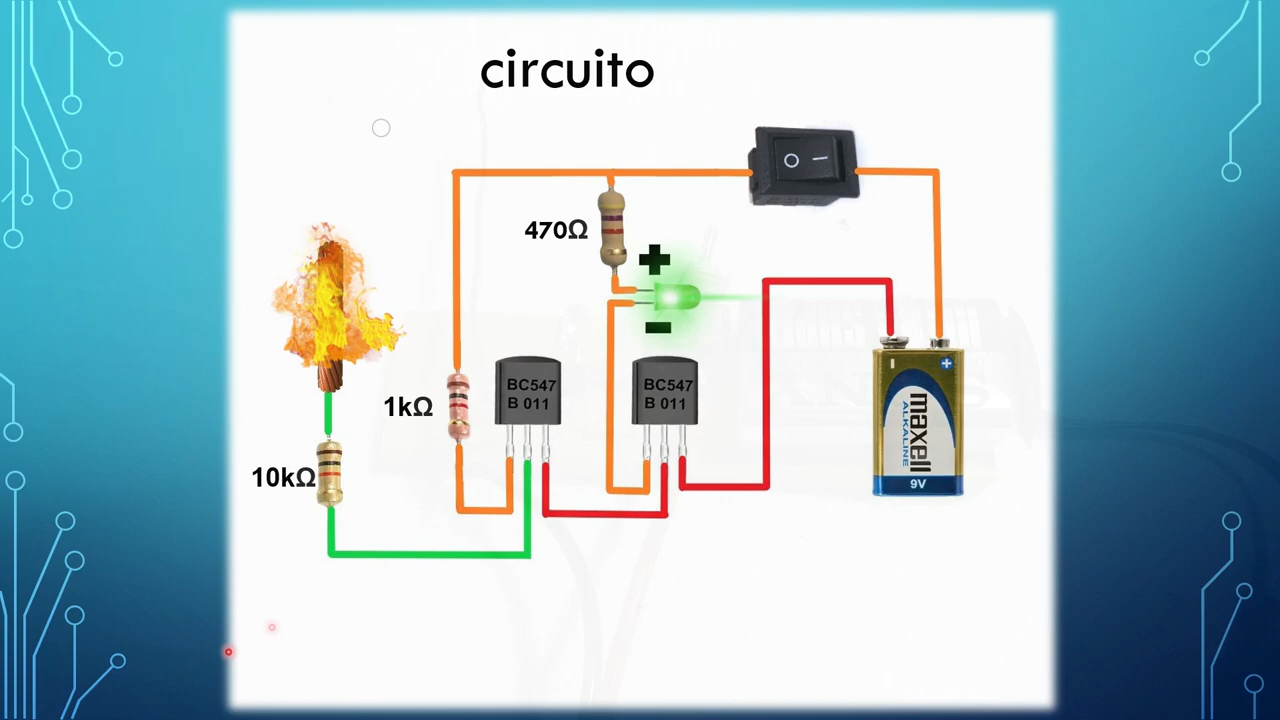 circuito
O I
470Ω
+
-
1kΩ
BC547
B 011
BC547
B 011
10kΩ
- +
maxell
ALKALINE
9V